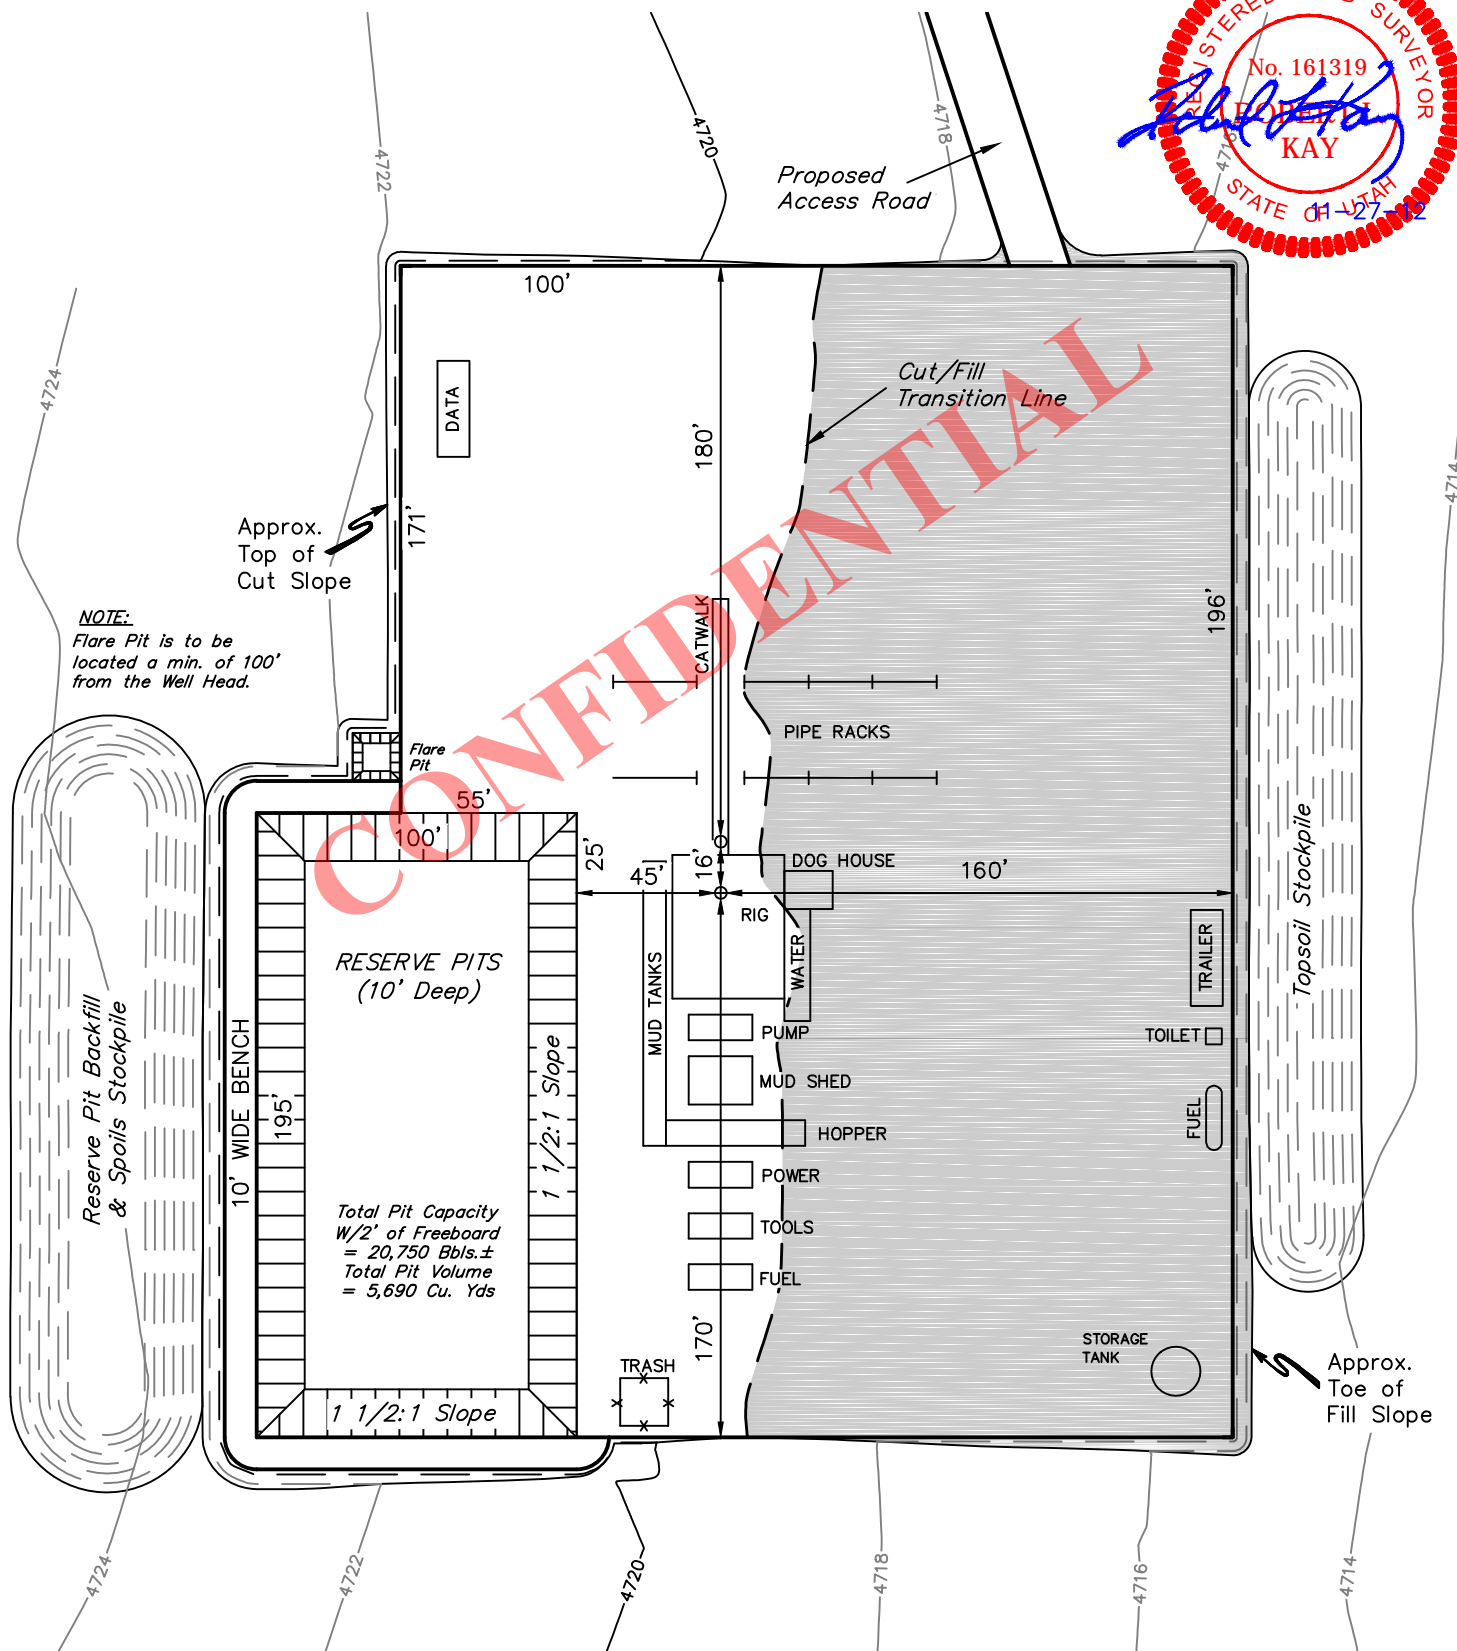 REGISTERED
SURVEYOR
No. 161319
ROBERT L.
KAY
STATE OF UTAH
11-27-12
4722
4720
4718
4716
Proposed
Access Road
100'
4724
DATA
180'
Cut/Fill
Transition Line
4714
171'
Approx.
Top of
Cut Slope
CONFIDENTIAL
196'
NOTE:
Flare Pit is to be
located a min. of 100'
from the Well Head.
CATWALK
PIPE RACKS
Flare
Pit
55'
100'
25'
45'
16'
DOG HOUSE
160'
RIG
Topsoil Stockpile
RESERVE PITS
(10' Deep)
MUD TANKS
WATER
TRAILER
Reserve Pit Backfill
& Spoils Stockpile
10' WIDE BENCH
195'
1 1/2:1 Slope
PUMP
TOILET
MUD SHED
FUEL
HOPPER
POWER
Total Pit Capacity
W/2' of Freeboard
= 20,750 Bbls.±
Total Pit Volume
= 5,690 Cu. Yds
TOOLS
FUEL
170'
STORAGE
TANK
TRASH
1 1/2:1 Slope
Approx.
Toe of
Fill Slope
4724
4722
4720
4718
4716
4714